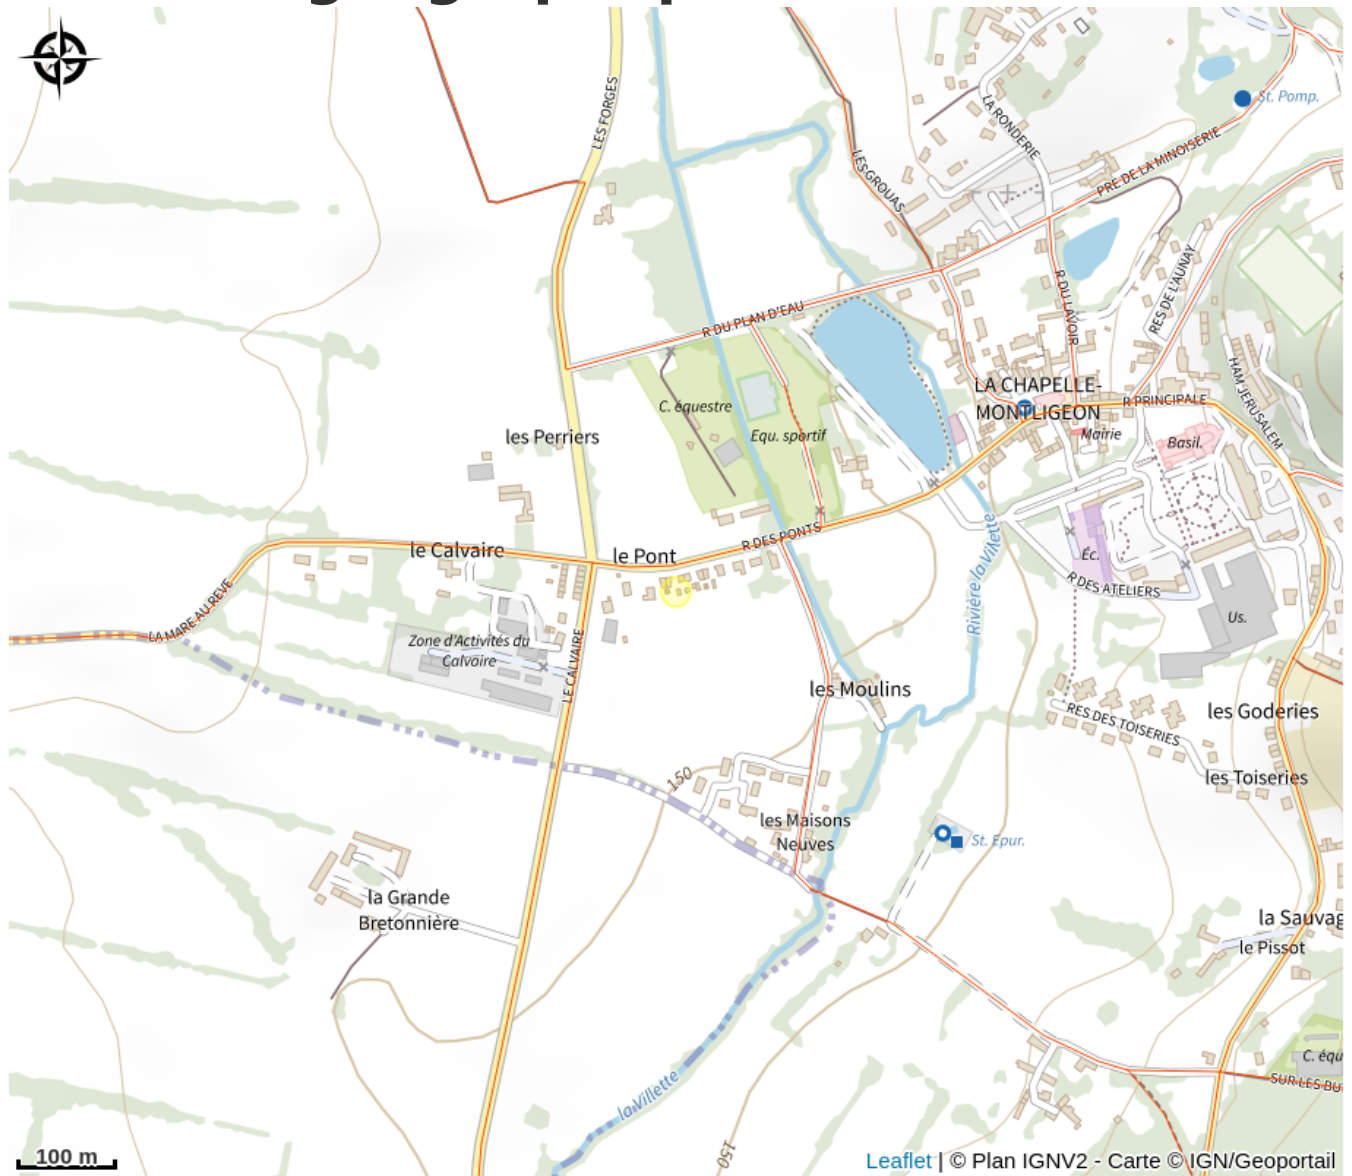 LES FORGES
St. Pomp.
LA RONDERIE
PRE DE LA MINOISERIE
LES GROUAS
R DU LAVOIR
RES DE L'AUNAY
R DU PLAN D'EAU
HAM JERUSALEM
C. équestre
Equ. sportif
LA CHAPELLE-
MONTLIGEON
R PRINCIPALE
Mairie
Basil.
les Perriers
le Calvaire
le Pont
R DES PONTS
Rivière la Villette
Éc.
R DES ATELIERS
Us.
LA MARE AU REVE
Zone d'Activités du
Calvaire
LE CALVAIRE
les Moulins
RES DES TOISERIES
les Goderies
les Toiseries
150
les Maisons
Neuves
St. Epur.
la Grande
Bretonnière
la Sauvag
le Pissot
C. équ
SUR LES BU
la Villette
150
100 m
Leaflet | © Plan IGNV2 - Carte © IGN/Geoportail